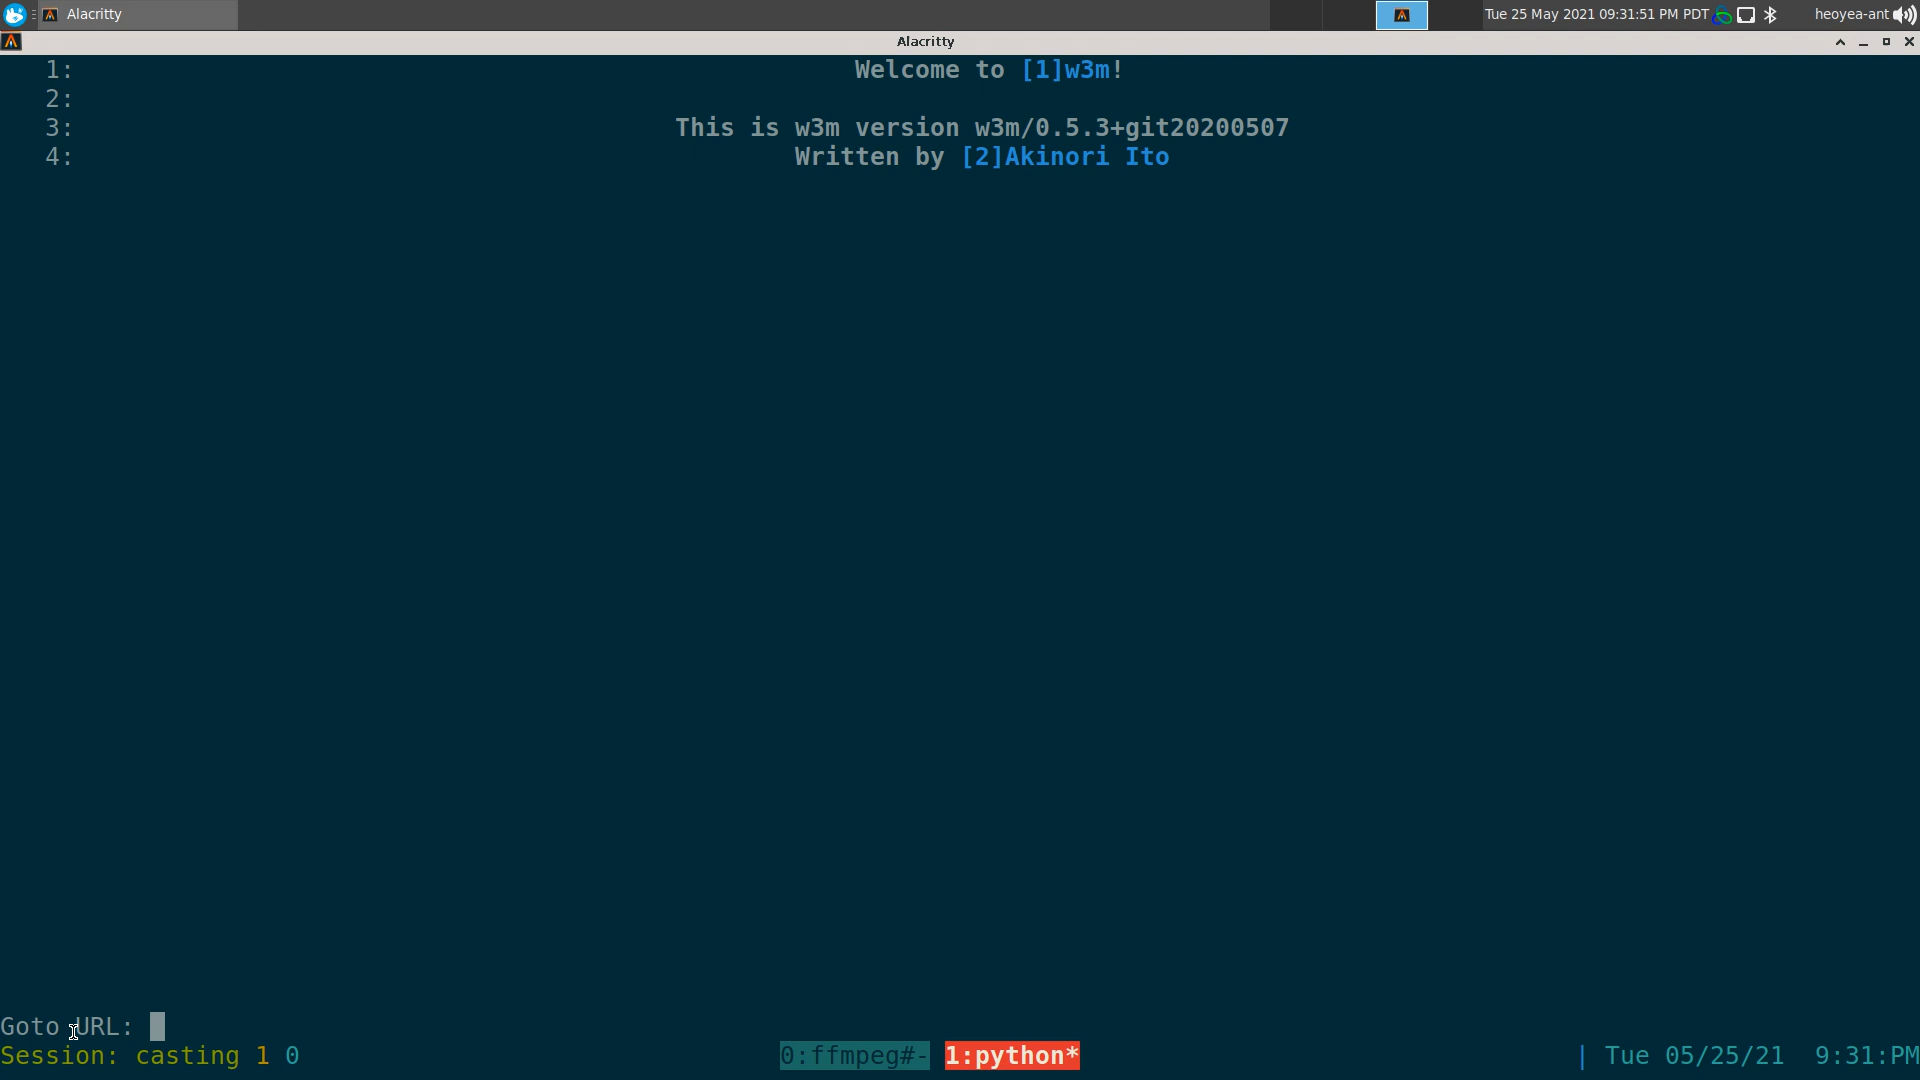 Alacritty
Tue 25 May 2021 09:31:51 PM PDT
heoyea-ant
Alacritty
1: Welcome to [1]w3m!
2:
3: This is w3m version w3m/0.5.3+git20200507
4: Written by [2]Akinori Ito
Goto URL:
Session: casting 1 0 0:ffmpeg#- 1:python* | Tue 05/25/21 9:31:PM